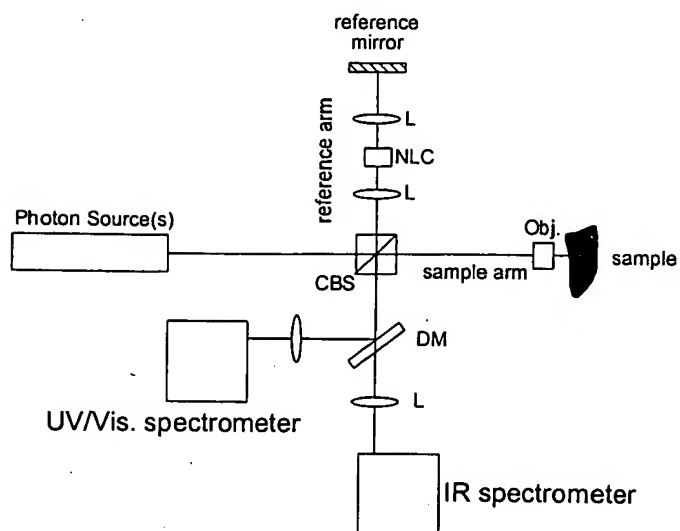 reference
mirror
L
reference arm
NLC
L
Photon Source(s)
Obj.
CBS
sample arm
sample
DM
L
UV/Vis. spectrometer
IR spectrometer